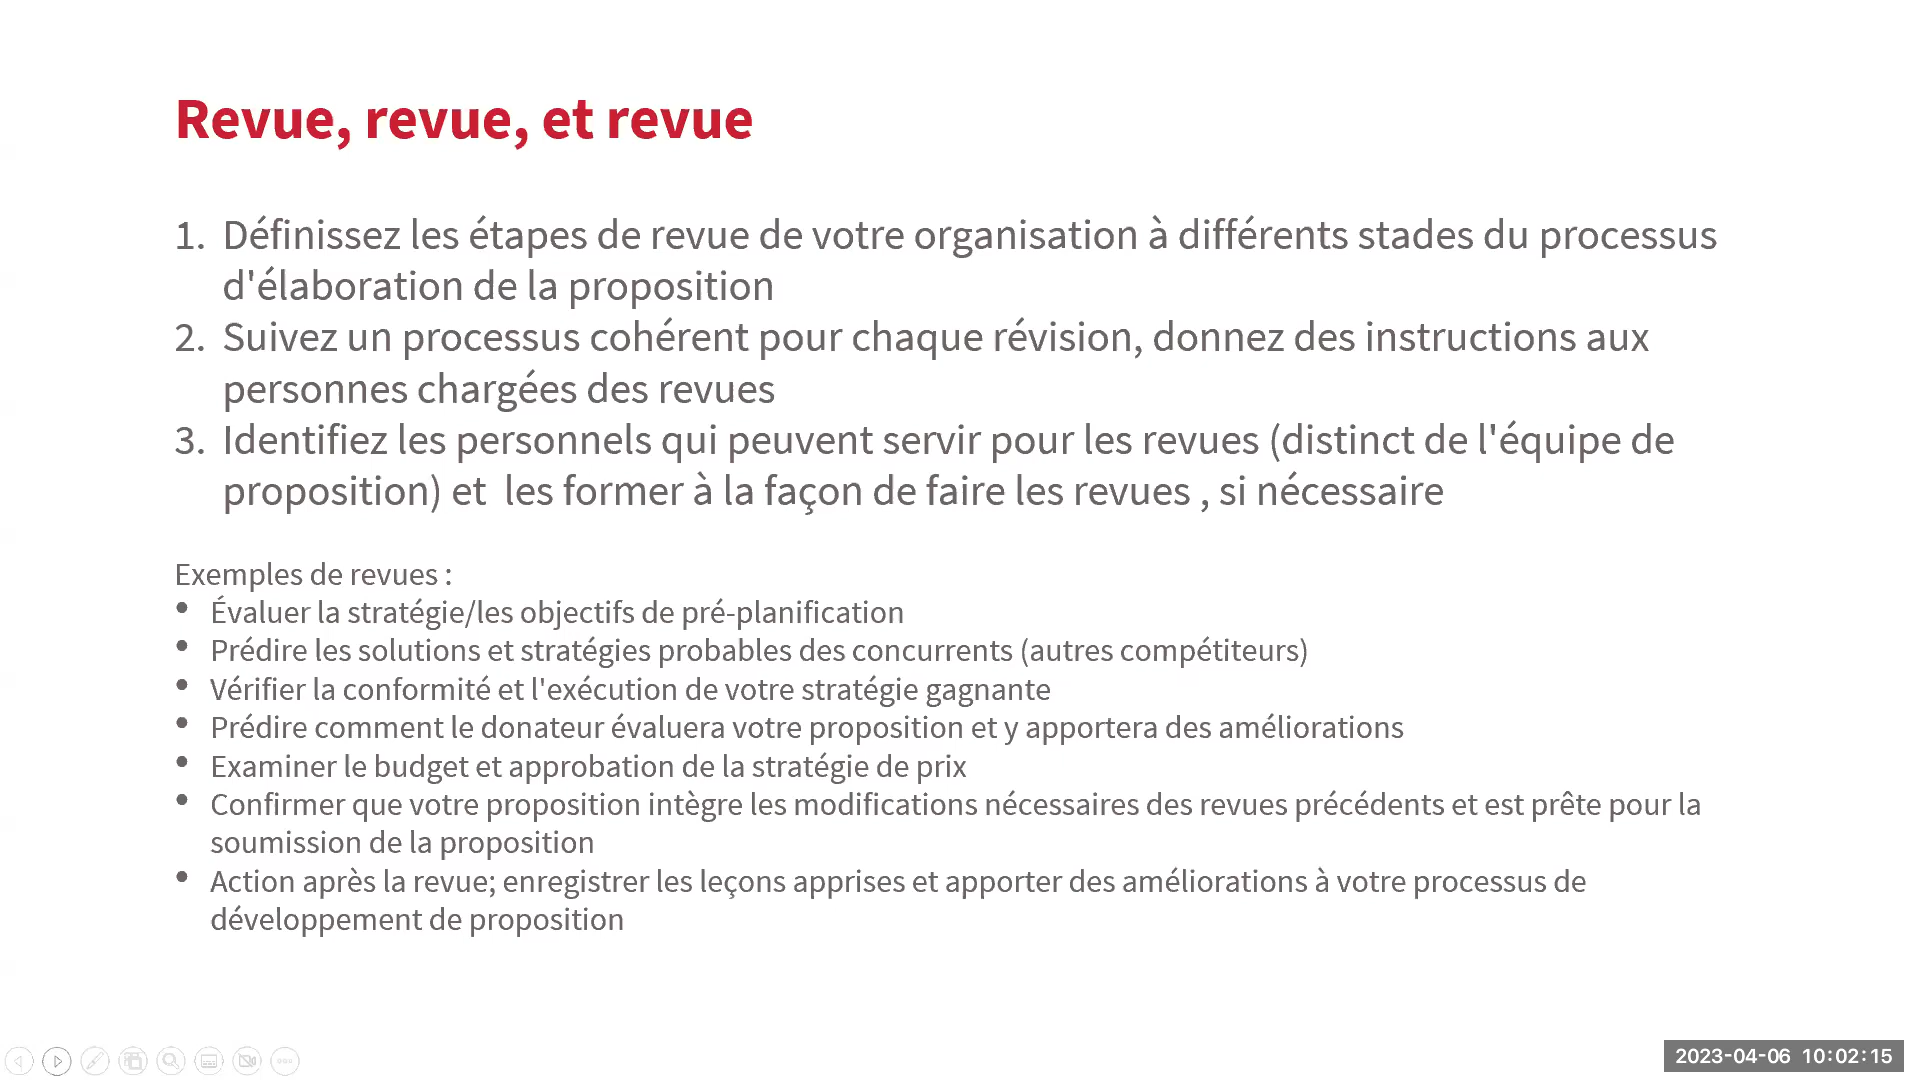 Revue, revue, et revue
1. Définissez les étapes de revue de votre organisation à différents stades du processus
d'élaboration de la proposition
2. Suivez un processus cohérent pour chaque révision, donnez des instructions aux
personnes chargées des revues
3. Identifiez les personnels qui peuvent servir pour les revues (distinct de l'équipe de
proposition) et  les former à la façon de faire les revues , si nécessaire
Exemples de revues :
• Évaluer la stratégie/les objectifs de pré-planification
• Prédire les solutions et stratégies probables des concurrents (autres compétiteurs)
• Vérifier la conformité et l'exécution de votre stratégie gagnante
• Prédire comment le donateur évaluera votre proposition et y apportera des améliorations
• Examiner le budget et approbation de la stratégie de prix
• Confirmer que votre proposition intègre les modifications nécessaires des revues précédents et est prête pour la
soumission de la proposition
• Action après la revue; enregistrer les leçons apprises et apporter des améliorations à votre processus de
développement de proposition
2023-04-06 10:02:15